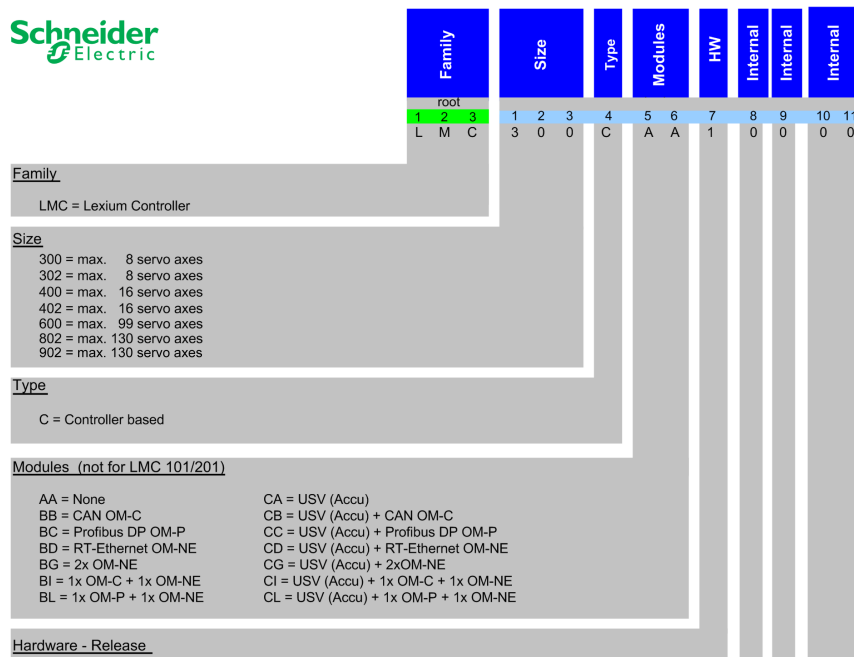 Schneider
Electric
Family Size Type Modules HW Internal Internal Internal
root
1 2 3 1 2 3 4 5 6 7 8 9 10 11
L M C 3 0 0 C A A 1 0 0 0 0
Family
LMC = Lexium Controller
Size
300 = max. 8 servo axes
302 = max. 8 servo axes
400 = max. 16 servo axes
402 = max. 16 servo axes
600 = max. 99 servo axes
802 = max. 130 servo axes
902 = max. 130 servo axes
Type
C = Controller based
Modules (not for LMC 101/201)
AA = None CA = USV (Accu)
BB = CAN OM-C CB = USV (Accu) + CAN OM-C
BC = Profibus DP OM-P CC = USV (Accu) + Profibus DP OM-P
BD = RT-Ethernet OM-NE CD = USV (Accu) + RT-Ethernet OM-NE
BG = 2x OM-NE CG = USV (Accu) + 2xOM-NE
BI = 1x OM-C + 1x OM-NE CI = USV (Accu) + 1x OM-C + 1x OM-NE
BL = 1x OM-P + 1x OM-NE CL = USV (Accu) + 1x OM-P + 1x OM-NE
Hardware - Release